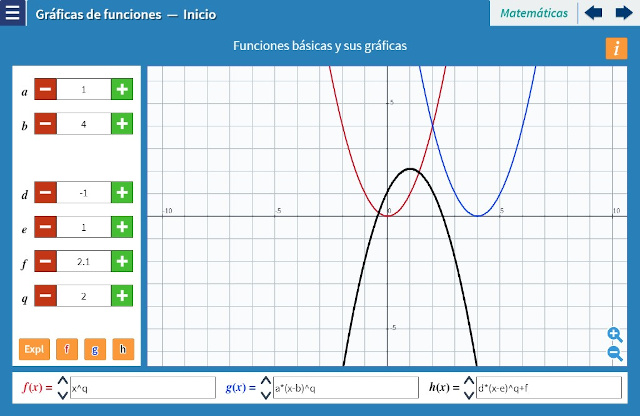 Gráficas de funciones — Inicio
Matemáticas
Funciones básicas y sus gráficas
i
a − 1 +
b − 4 +
d − -1 +
e − 1 +
f − 2.1 +
q − 2 +
5
-10 -5 0 5 10
-5
Expl f g h
f(x) = x^q g(x) = a*(x-b)^q h(x) = d*(x-e)^q+f